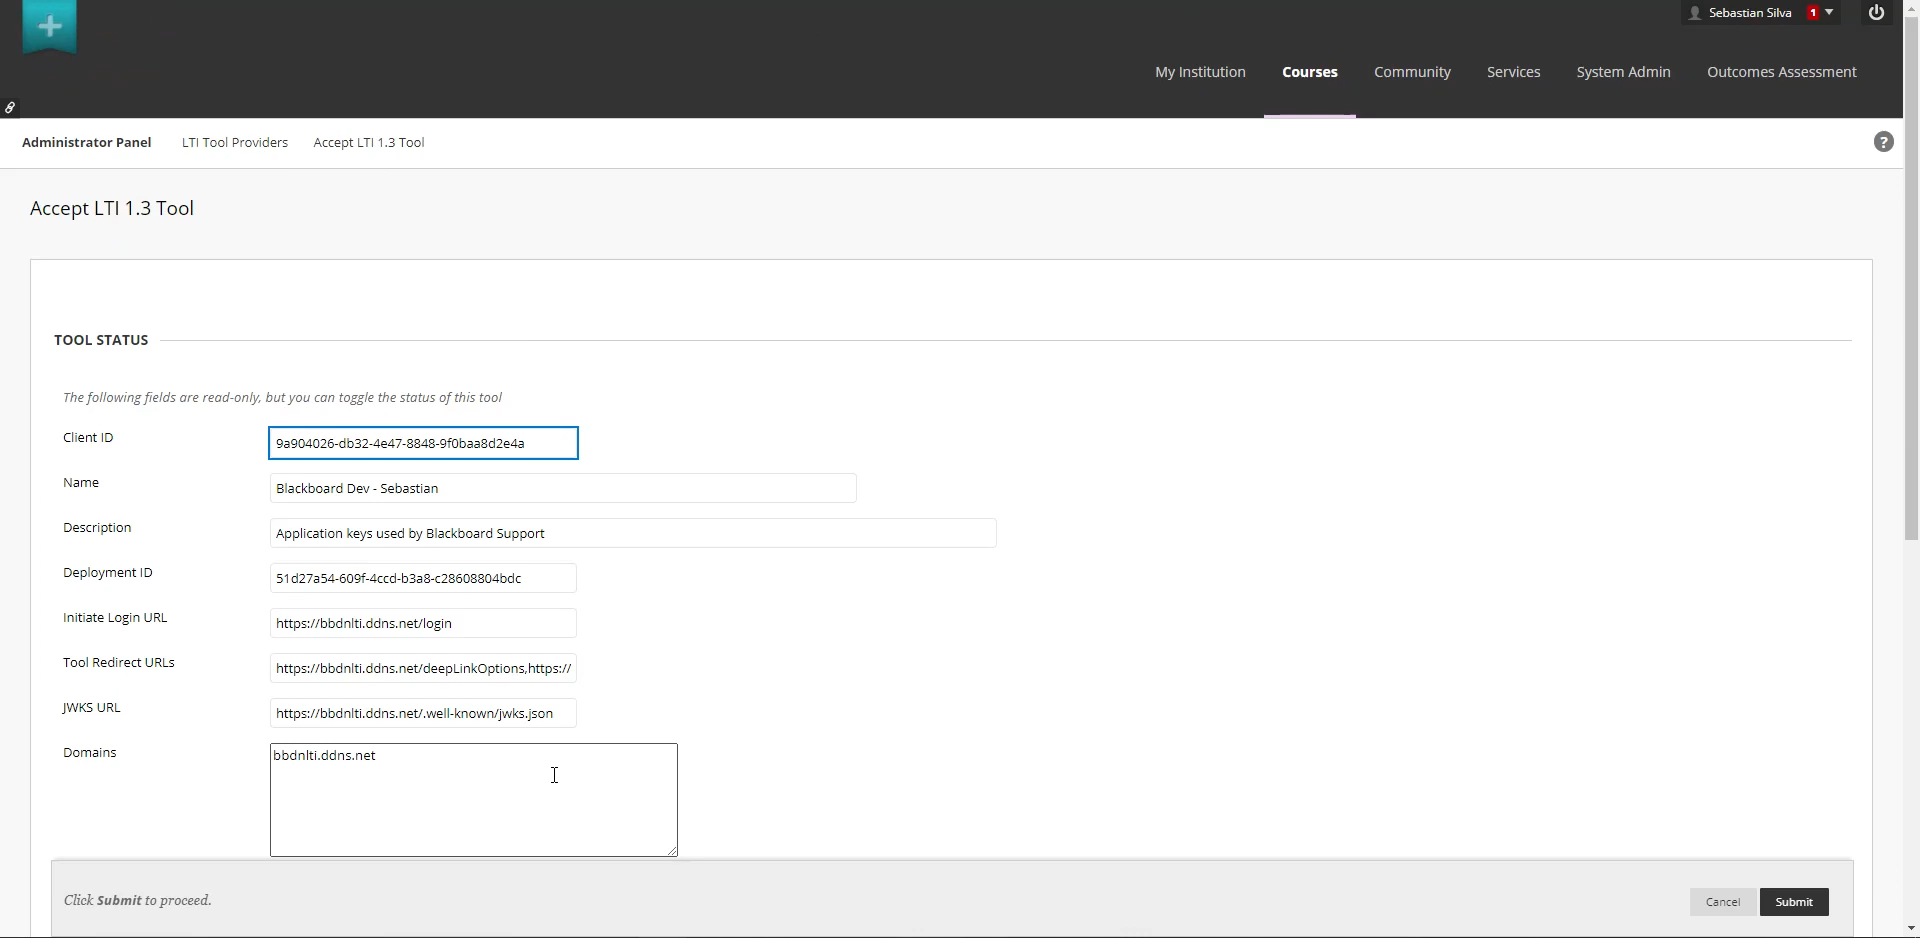 Sebastian Silva 1
My Institution Courses Community Services System Admin Outcomes Assessment
Administrator Panel LTI Tool Providers Accept LTI 1.3 Tool ?
Accept LTI 1.3 Tool
TOOL STATUS
The following fields are read-only, but you can toggle the status of this tool
Client ID 9a904026-db32-4e47-8848-9f0baa8d2e4a
Name Blackboard Dev - Sebastian
Description Application keys used by Blackboard Support
Deployment ID 51d27a54-609f-4ccd-b3a8-c28608804bdc
Initiate Login URL https://bbdnlti.ddns.net/login
Tool Redirect URLs https://bbdnlti.ddns.net/deepLinkOptions,https://
JWKS URL https://bbdnlti.ddns.net/.well-known/jwks.json
Domains bbdnlti.ddns.net
Click Submit to proceed. Cancel Submit